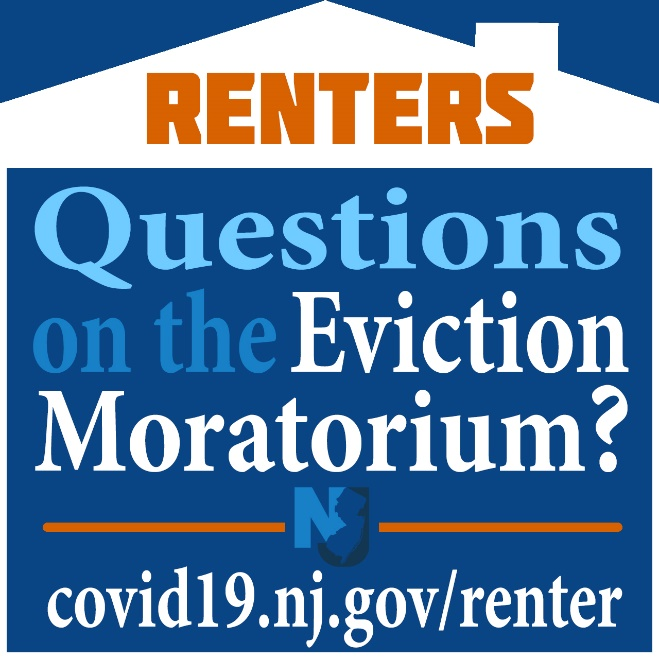 RENTERS
Questions
on the Eviction
Moratorium?
NJ
covid19.nj.gov/renter